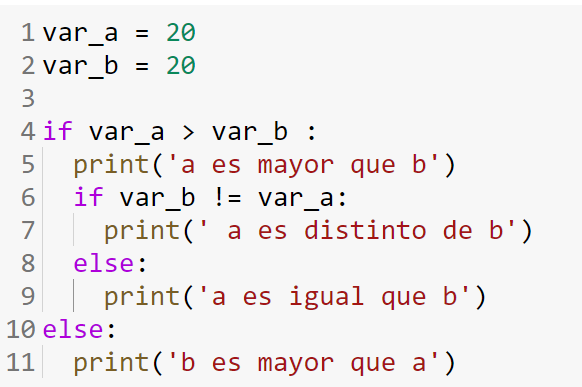 1 var_a = 20
2 var_b = 20
3
4 if var_a > var_b :
5   print('a es mayor que b')
6   if var_b != var_a:
7     print(' a es distinto de b')
8   else:
9     print('a es igual que b')
10 else:
11   print('b es mayor que a')